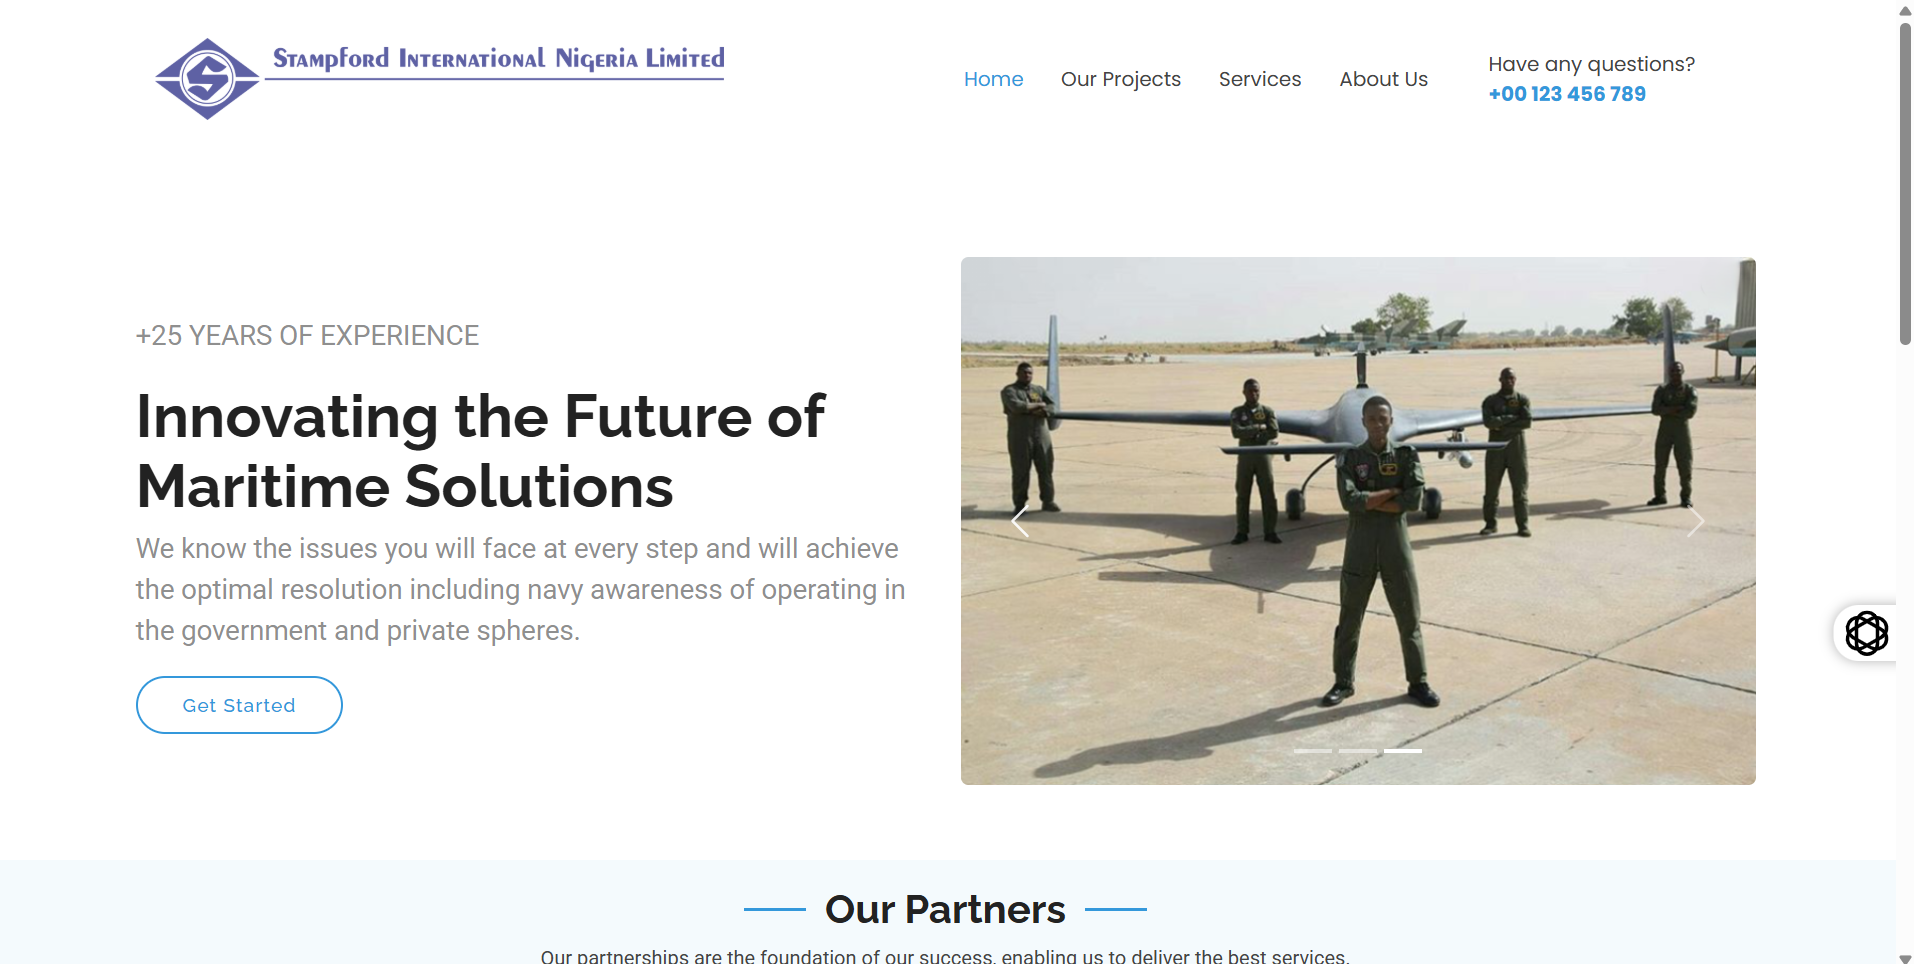 Stampford International Nigeria Limited
Home
Our Projects
Services
About Us
Have any questions?
+00 123 456 789
+25 YEARS OF EXPERIENCE
Innovating the Future of
Maritime Solutions
We know the issues you will face at every step and will achieve
the optimal resolution including navy awareness of operating in
the government and private spheres.
Get Started
Our Partners
Our partnerships are the foundation of our success, enabling us to deliver the best services.